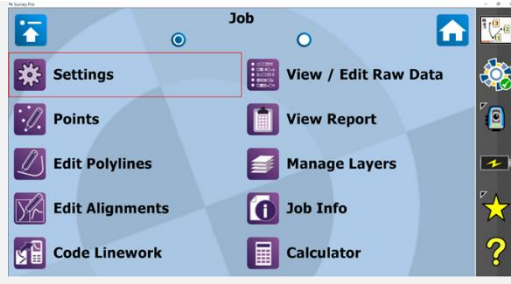 Survey Pro
Job
Settings
View / Edit Raw Data
Points
View Report
Edit Polylines
Manage Layers
Edit Alignments
Job Info
Code Linework
Calculator